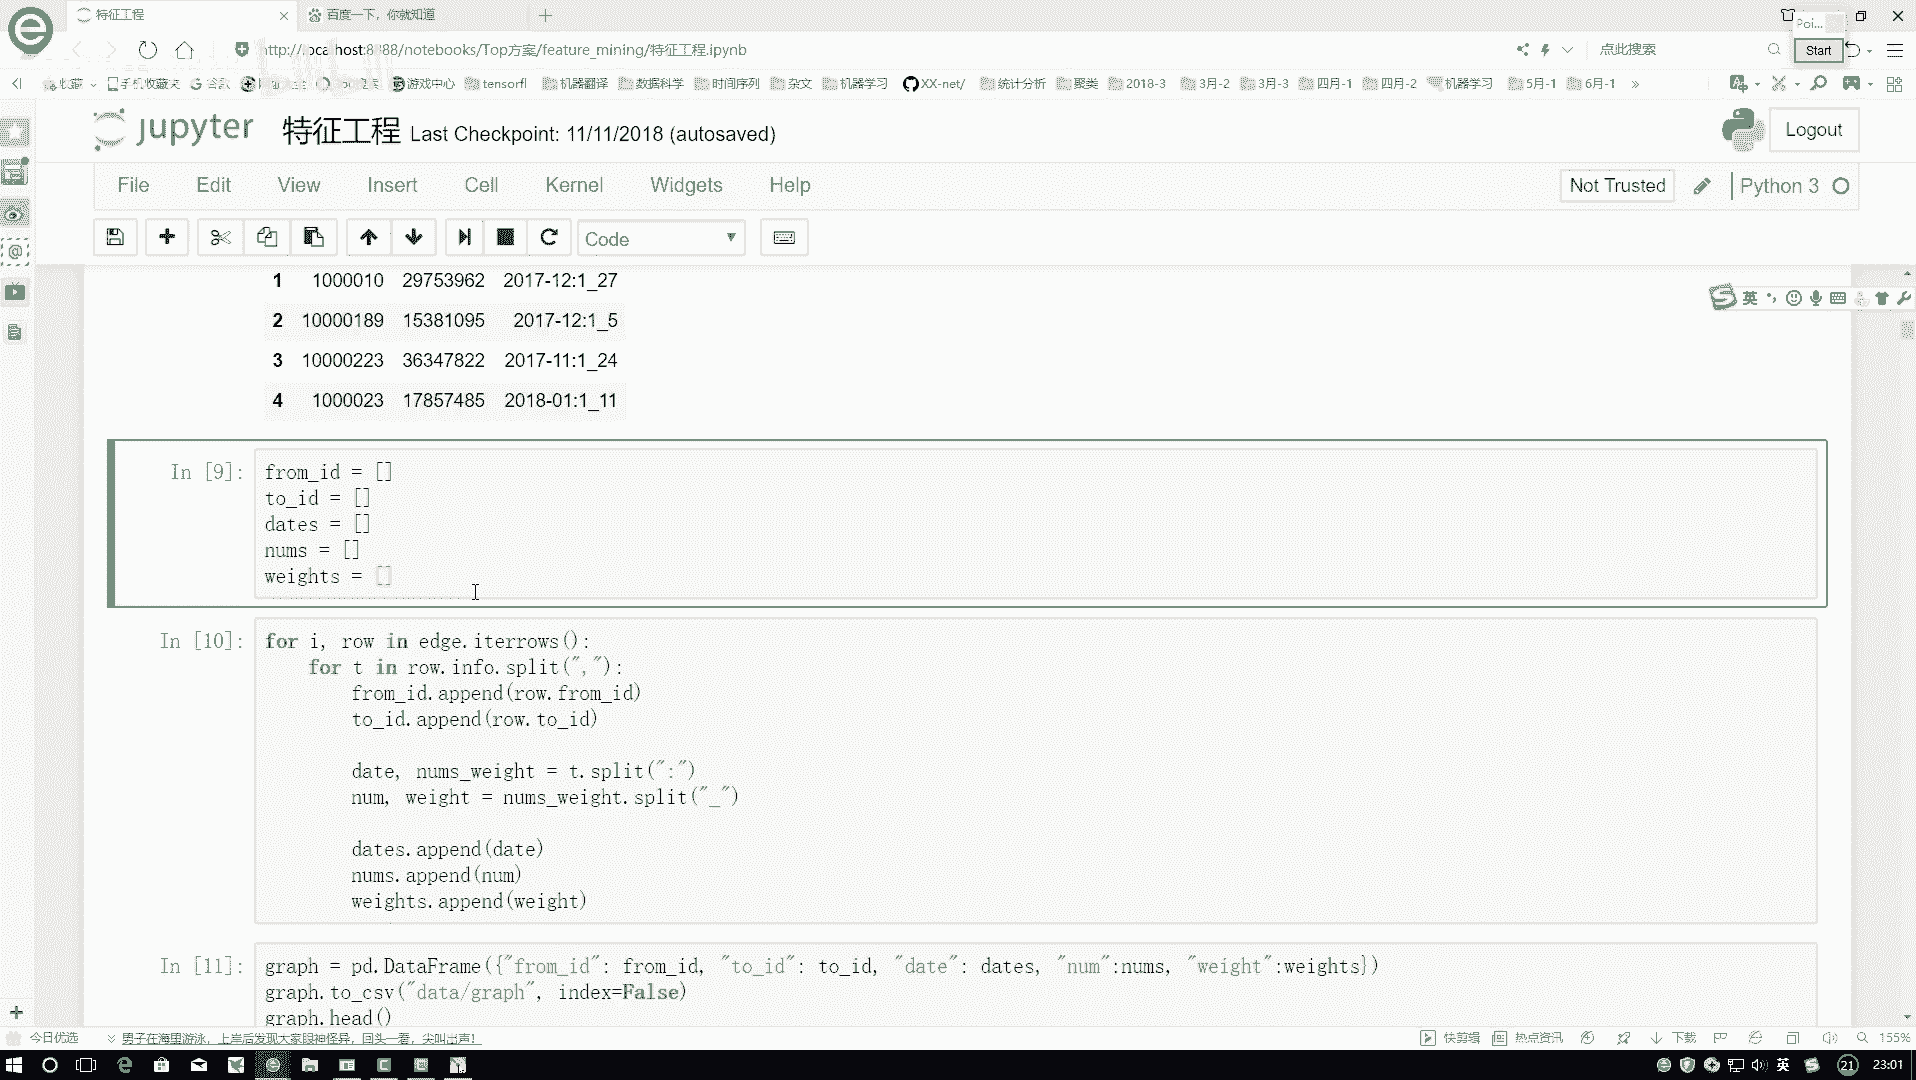 特征工程
百度一下，你就知道
Poi...
http://localhost:8888/notebooks/Top方案/feature_mining/特征工程.ipynb
点此搜索
Start
收藏
手机收藏夹
游戏中心
tensorfl
机器翻译
数据科学
时间序列
杂文
机器学习
XX-net/
统计分析
聚类
2018-3
3月-2
3月-3
四月-1
四月-2
机器学习
5月-1
6月-1
»
jupyter 特征工程 Last Checkpoint: 11/11/2018 (autosaved)
Logout
File Edit View Insert Cell Kernel Widgets Help
Not Trusted
Python 3
Code
1 1000010 29753962 2017-12:1_27
2 10000189 15381095 2017-12:1_5
3 10000223 36347822 2017-11:1_24
4 1000023 17857485 2018-01:1_11
英
In [9]:
from_id = []
to_id = []
dates = []
nums = []
weights = []
In [10]:
for i, row in edge.iterrows():
for t in row.info.split(","):
from_id.append(row.from_id)
to_id.append(row.to_id)
date, nums_weight = t.split(":")
num, weight = nums_weight.split("_")
dates.append(date)
nums.append(num)
weights.append(weight)
In [11]:
graph = pd.DataFrame({"from_id": from_id, "to_id": to_id, "date": dates, "num":nums, "weight":weights})
graph.to_csv("data/graph", index=False)
graph.head()
今日优选
男子在海里游泳，上岸后发现大家眼神怪异，回头一看，尖叫出声！
快剪辑
热点资讯
下载
155%
英
21
23:01